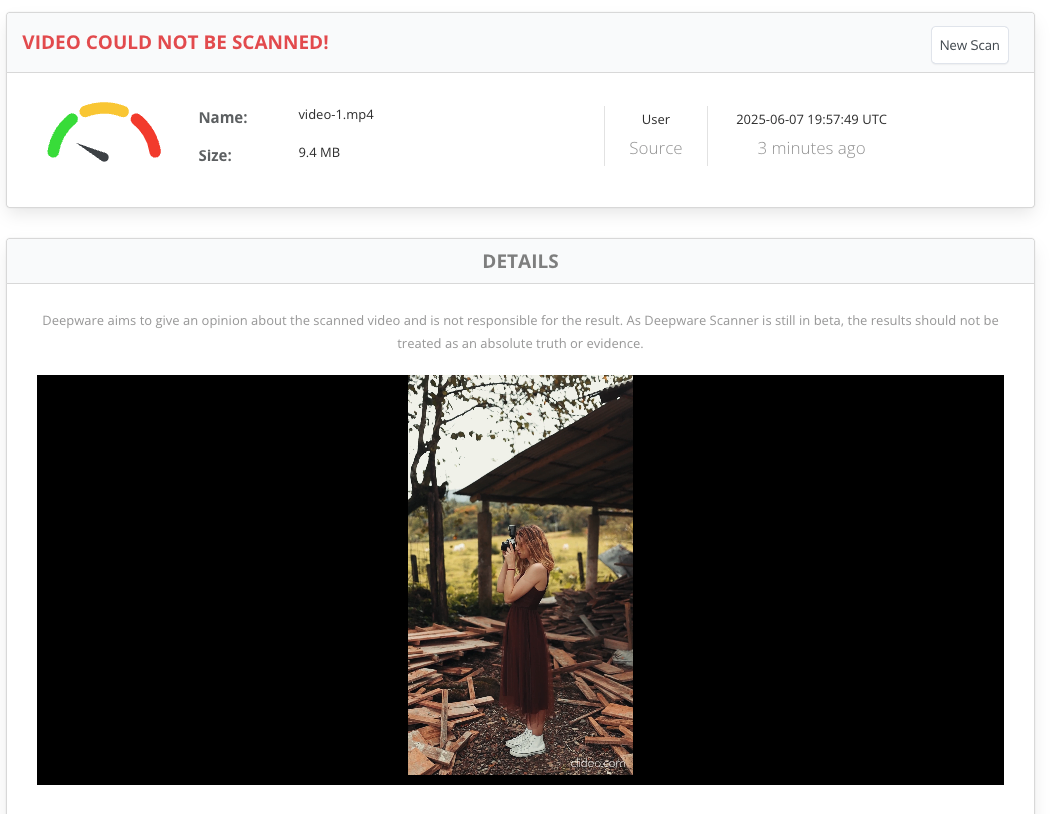 VIDEO COULD NOT BE SCANNED!
New Scan
Name: video-1.mp4
Size: 9.4 MB
User
Source
2025-06-07 19:57:49 UTC
3 minutes ago
DETAILS
Deepware aims to give an opinion about the scanned video and is not responsible for the result. As Deepware Scanner is still in beta, the results should not be
treated as an absolute truth or evidence.
clideo.com